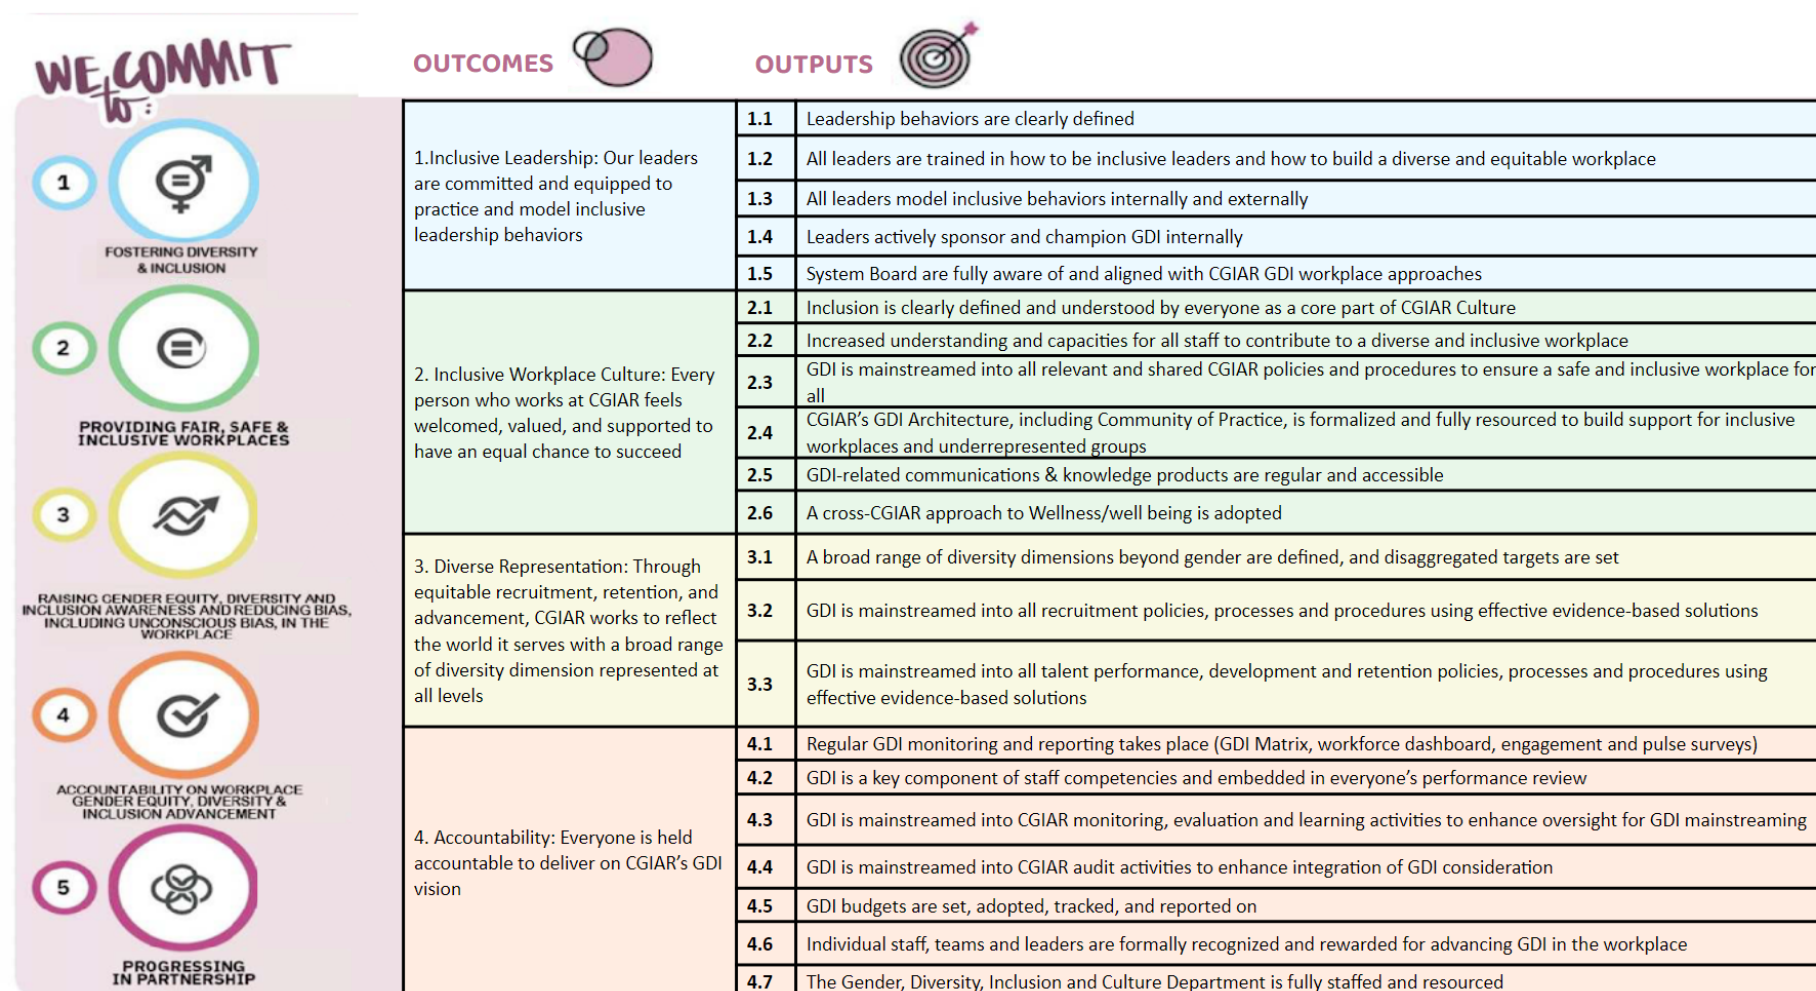 WE COMMIT
to:
OUTCOMES
OUTPUTS
1
FOSTERING DIVERSITY
& INCLUSION
2
PROVIDING FAIR, SAFE &
INCLUSIVE WORKPLACES
3
RAISING GENDER EQUITY, DIVERSITY AND
INCLUSION AWARENESS AND REDUCING BIAS,
INCLUDING UNCONSCIOUS BIAS, IN THE
WORKPLACE
4
ACCOUNTABILITY ON WORKPLACE
GENDER EQUITY, DIVERSITY &
INCLUSION ADVANCEMENT
5
PROGRESSING
IN PARTNERSHIP
1.Inclusive Leadership: Our leaders
are committed and equipped to
practice and model inclusive
leadership behaviors
1.1 Leadership behaviors are clearly defined
1.2 All leaders are trained in how to be inclusive leaders and how to build a diverse and equitable workplace
1.3 All leaders model inclusive behaviors internally and externally
1.4 Leaders actively sponsor and champion GDI internally
1.5 System Board are fully aware of and aligned with CGIAR GDI workplace approaches
2. Inclusive Workplace Culture: Every
person who works at CGIAR feels
welcomed, valued, and supported to
have an equal chance to succeed
2.1 Inclusion is clearly defined and understood by everyone as a core part of CGIAR Culture
2.2 Increased understanding and capacities for all staff to contribute to a diverse and inclusive workplace
2.3 GDI is mainstreamed into all relevant and shared CGIAR policies and procedures to ensure a safe and inclusive workplace for
all
2.4 CGIAR’s GDI Architecture, including Community of Practice, is formalized and fully resourced to build support for inclusive
workplaces and underrepresented groups
2.5 GDI-related communications & knowledge products are regular and accessible
2.6 A cross-CGIAR approach to Wellness/well being is adopted
3. Diverse Representation: Through
equitable recruitment, retention, and
advancement, CGIAR works to reflect
the world it serves with a broad range
of diversity dimension represented at
all levels
3.1 A broad range of diversity dimensions beyond gender are defined, and disaggregated targets are set
3.2 GDI is mainstreamed into all recruitment policies, processes and procedures using effective evidence-based solutions
3.3 GDI is mainstreamed into all talent performance, development and retention policies, processes and procedures using
effective evidence-based solutions
4. Accountability: Everyone is held
accountable to deliver on CGIAR’s GDI
vision
4.1 Regular GDI monitoring and reporting takes place (GDI Matrix, workforce dashboard, engagement and pulse surveys)
4.2 GDI is a key component of staff competencies and embedded in everyone’s performance review
4.3 GDI is mainstreamed into CGIAR monitoring, evaluation and learning activities to enhance oversight for GDI mainstreaming
4.4 GDI is mainstreamed into CGIAR audit activities to enhance integration of GDI consideration
4.5 GDI budgets are set, adopted, tracked, and reported on
4.6 Individual staff, teams and leaders are formally recognized and rewarded for advancing GDI in the workplace
4.7 The Gender, Diversity, Inclusion and Culture Department is fully staffed and resourced